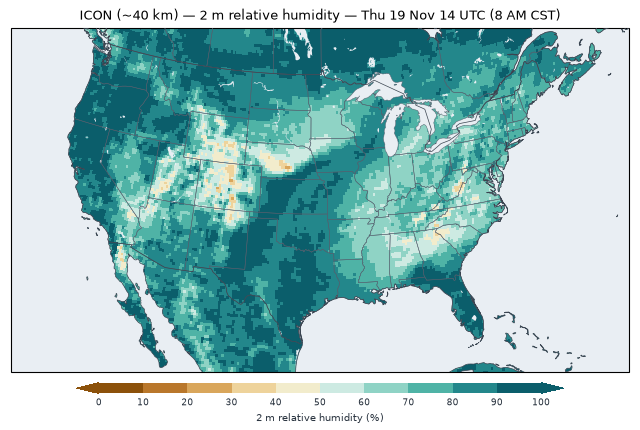 ICON (~40 km) — 2 m relative humidity — Thu 19 Nov 14 UTC (8 AM CST)
0 10 20 30 40 50 60 70 80 90 100
2 m relative humidity (%)